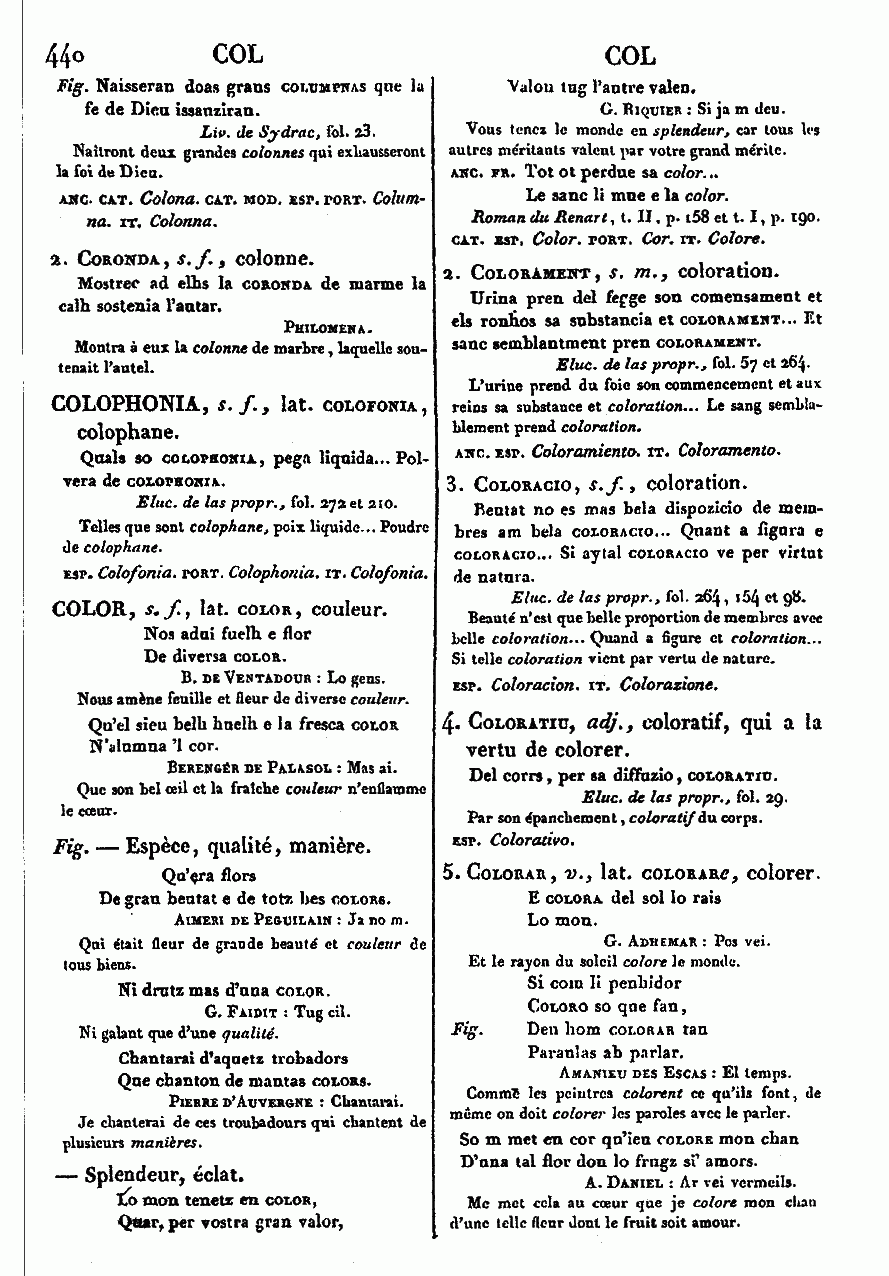 440 COL COL
Fig. Naisseran doas grans COLUMPNAS que la
fe de Dieu issauziran.
Liv. de Sydrac, fol. 23.
Naîtront deux grandes colonnes qui exhausseront
la foi de Dieu.
ANC. CAT. Colona. CAT. MOD. ESP. PORT. Colum-
na. IT. Colonna.
2. CORONDA, s. f., colonne.
Mostrec ad elhs la CORONDA de marme la
calh sostenia l'autar.
PHILOMENA.
Montra à eux la colonne de marbre, laquelle sou-
tenait l'autel.
COLOPHONIA, s. f., lat. COLOFONIA,
colophane.
Quals so COLOPHONIA, pega liquida... Pol-
vera de COLOPHONIA.
Eluc. de las propr., fol. 272 et 210.
Telles que sont colophane, poix liquide... Poudre
de colophane.
ESP. Colofonia. PORT. Colophonia. IT. Colofonia.
COLOR, s. f., lat. COLOR, couleur.
Nos adui fuelh e flor
De diversa COLOR.
B. DE VENTADOUR : Lo gens.
Nous amène feuille et fleur de diverse couleur.
Qu'el sieu belh huelh e la fresca COLOR
N'alumna 'l cor.
BERENGER DE PALASOL : Mas ai.
Que son bel œil et la fraîche couleur n'enflamme
le cœur.
Fig. — Espèce, qualité, manière.
Qu'era flors
De gran beutat e de totz bes COLORS.
AIMERI DE PEGUILAIN : Ja no m.
Qui était fleur de grande beauté et couleur de
tous biens.
Ni drutz mas d'una COLOR.
G. FAIDIT : Tug cil.
Ni galant que d'une qualité.
Chantarai d'aquetz trobadors
Que chanton de mantas COLORS.
PIERRE D'AUVERGNE : Chantarai.
Je chanterai de ces troubadours qui chantent de
plusieurs manières.
— Splendeur, éclat.
Lo mon tenetz en COLOR,
Quar, per vostra gran valor,
Valon tug l'autre valen.
G. RIQUIER : Si ja m deu.
Vous tenez le monde en splendeur, car tous les
autres méritants valent par votre grand mérite.
ANC. FR. Tot ot perdue sa color...
Le sanc li mue e la color.
Roman du Renart, t. II, p. 158 et t. I, p. 190.
CAT. ESP. Color. PORT. Cor. IT. Colore.
2. COLORAMENT, s. m., coloration.
Urina pren del fegge son comensament et
els ronhos sa substancia et COLORAMENT... Et
sanc semblantment pren COLORAMENT.
Eluc. de las propr., fol. 57 et 264.
L'urine prend du foie son commencement et aux
reins sa substance et coloration... Le sang sembla-
blement prend coloration.
ANC. ESP. Coloramiento. IT. Coloramento.
3. COLORACIO, s. f., coloration.
Beutat no es mas bela dispozicio de mem-
bres am bela COLORACIO... Quant a figura e
COLORACIO... Si aytal COLORACIO ve per virtut
de natura.
Eluc. de las propr., fol. 264, 154 et 98.
Beauté n'est que belle proportion de membres avec
belle coloration... Quand a figure et coloration...
Si telle coloration vient par vertu de nature.
ESP. Coloracion. IT. Colorazione.
4. COLORATIU, adj., coloratif, qui a la
vertu de colorer.
Del corrs, per sa diffuzio, COLORATIU.
Eluc. de las propr., fol. 29.
Par son épanchement, coloratif du corps.
ESP. Colorativo.
5. COLORAR, v., lat. COLORARe, colorer.
E COLORA del sol lo rais
Lo mon.
G. ADHEMAR : Pos vei.
Et le rayon du soleil colore le monde.
Si com li penhidor
COLORO so que fan,
Fig. Deu hom COLORAR tan
Paraulas ab parlar.
AMANIEU DES ESCAS : El temps.
Comme les peintres colorent ce qu'ils font, de
même on doit colorer les paroles avec le parler.
So m met en cor qu'ieu COLORE mon chan
D'una tal flor don lo frugz si' amors.
A. DANIEL : Ar vei vermeils.
Me met cela au cœur que je colore mon chan
d'une telle fleur dont le fruit soit amour.